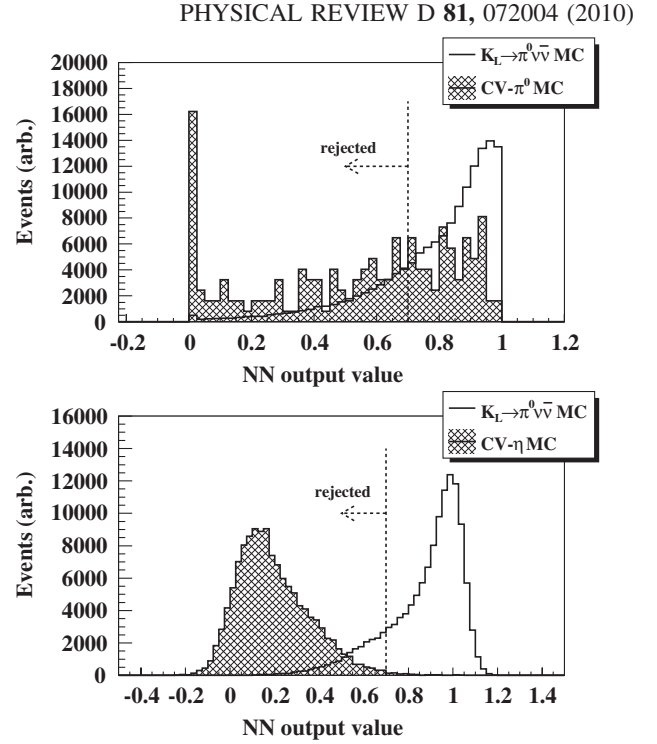 PHYSICAL REVIEW D 81, 072004 (2010)
Events (arb.)
20000
18000
16000
14000
12000
10000
8000
6000
4000
2000
0
K_L→π⁰νν̄ MC
CV-π⁰ MC
rejected
-0.2 0 0.2 0.4 0.6 0.8 1 1.2
NN output value
Events (arb.)
16000
14000
12000
10000
8000
6000
4000
2000
0
K_L→π⁰νν̄ MC
CV-η MC
rejected
-0.4 -0.2 0 0.2 0.4 0.6 0.8 1 1.2 1.4
NN output value